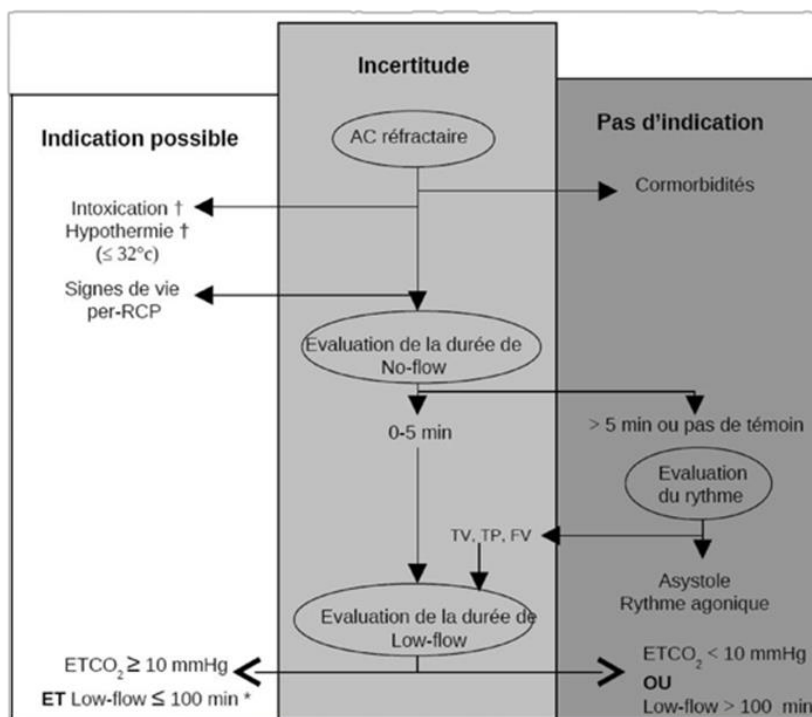 Incertitude
Indication possible
Pas d'indication
AC réfractaire
Cormorbidités
Intoxication †
Hypothermie †
(≤ 32°c)
Signes de vie
per-RCP
Evaluation de la durée de
No-flow
0-5 min
> 5 min ou pas de témoin
Evaluation
du rythme
TV, TP, FV
Asystole
Rythme agonique
Evaluation de la durée de
Low-flow
ETCO₂ ≥ 10 mmHg
ET Low-flow ≤ 100 min *
ETCO₂ < 10 mmHg
OU
Low-flow > 100 min